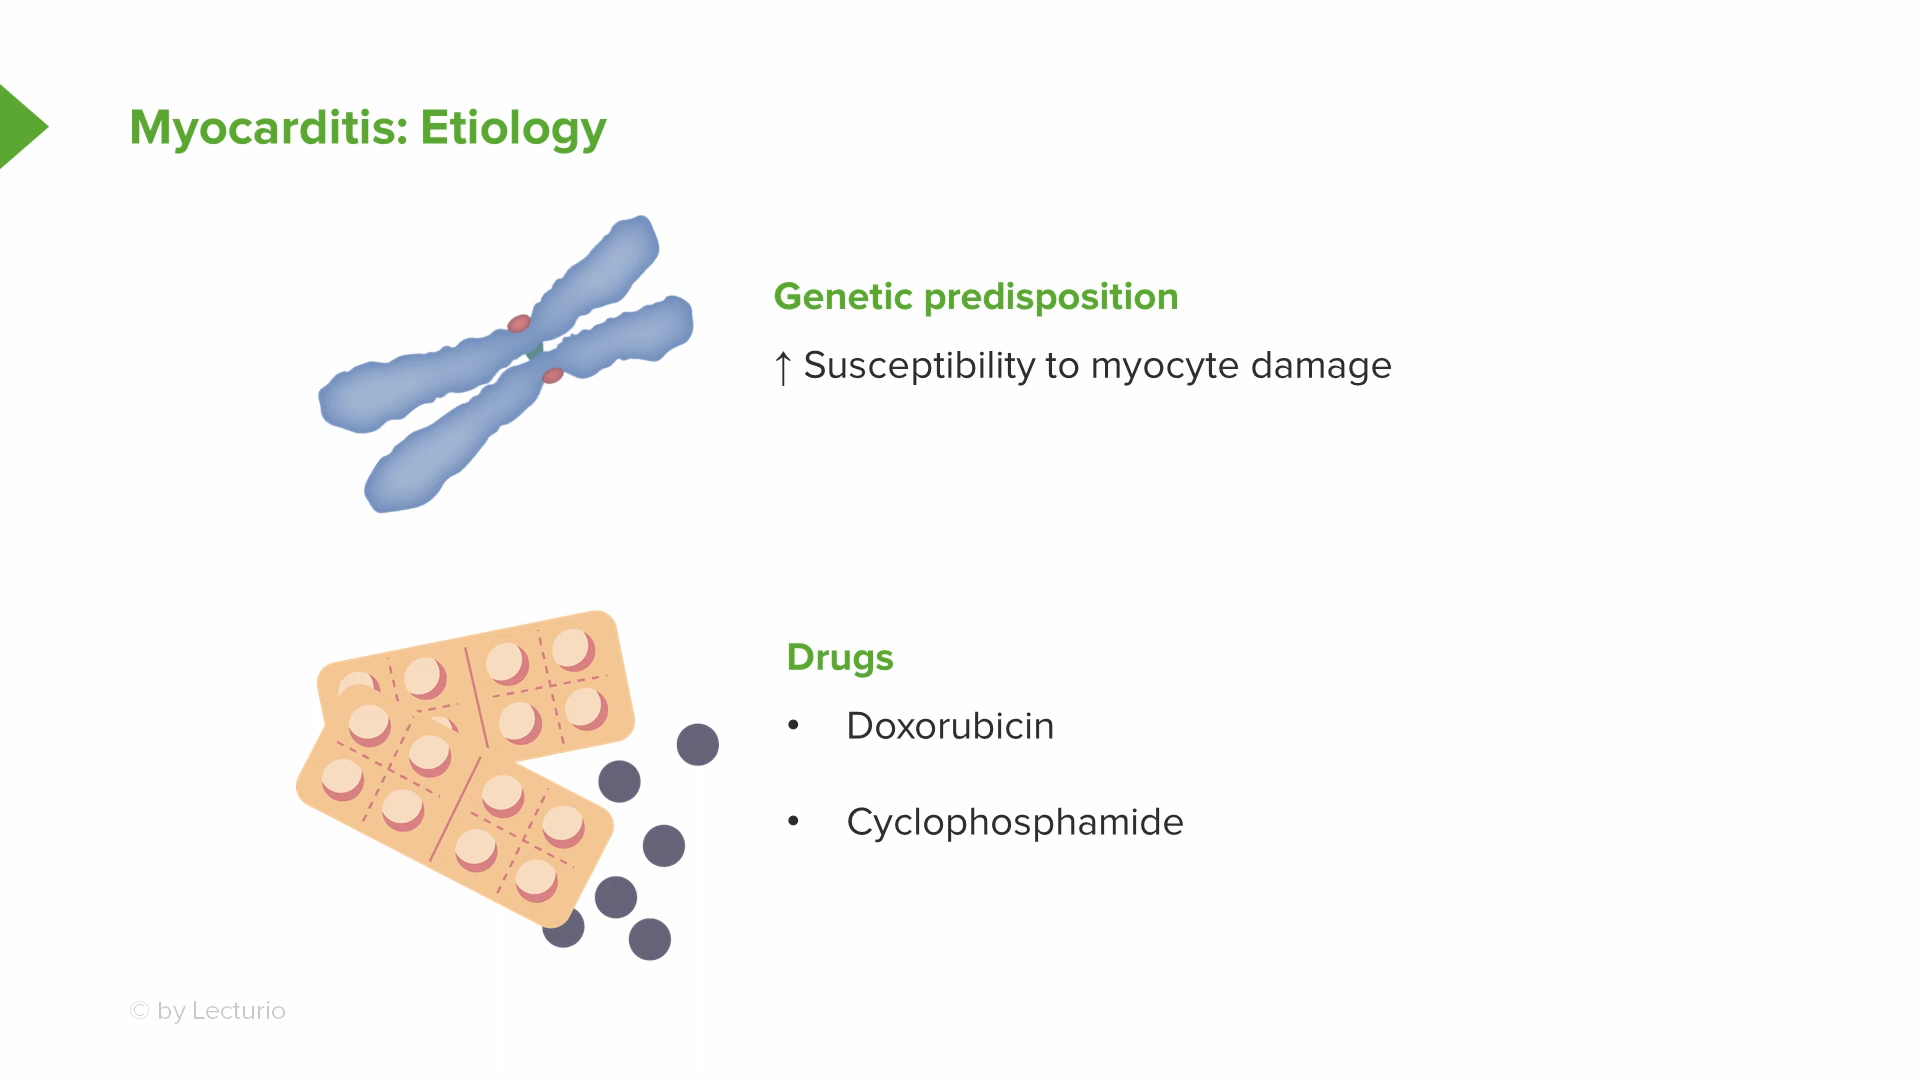 Myocarditis: Etiology
Genetic predisposition
↑ Susceptibility to myocyte damage
Drugs
• Doxorubicin
• Cyclophosphamide
© by Lecturio